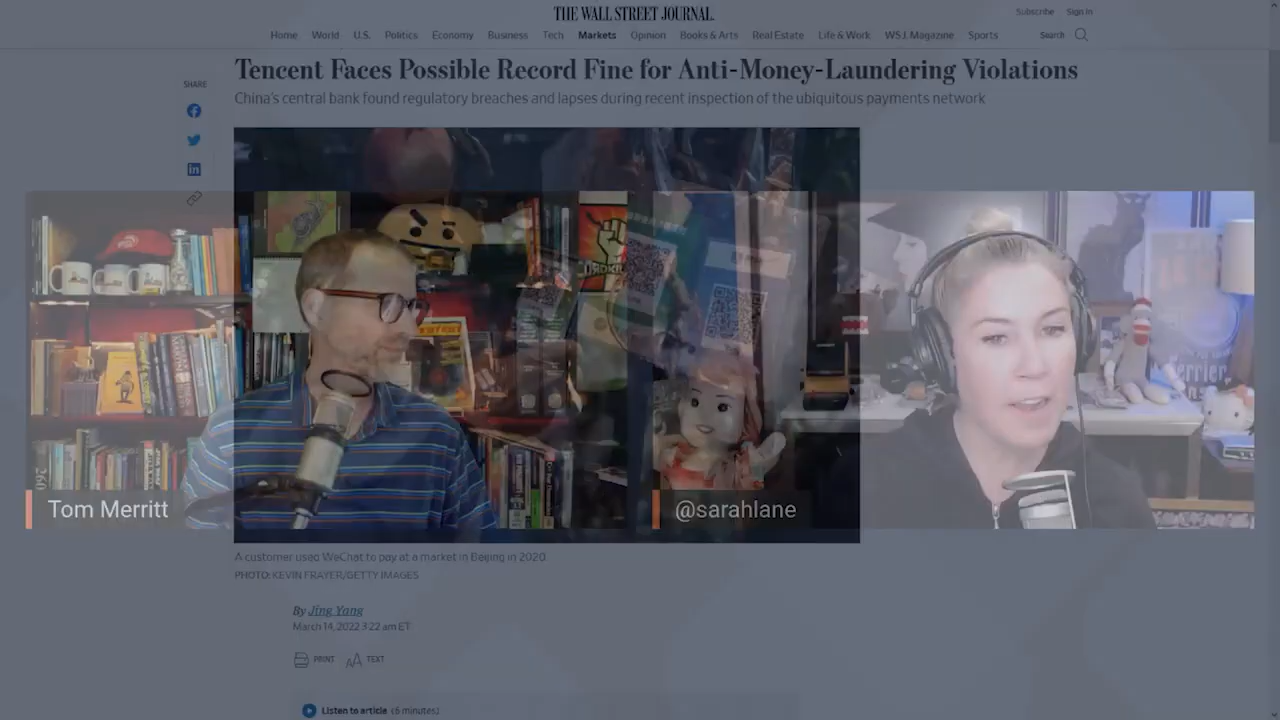 THE WALL STREET JOURNAL.
Subscribe Sign In
Home World U.S. Politics Economy Business Tech Markets Opinion Books & Arts Real Estate Life & Work WSJ. Magazine Sports Search
SHARE
Tencent Faces Possible Record Fine for Anti-Money-Laundering Violations
China's central bank found regulatory breaches and lapses during recent inspection of the ubiquitous payments network
Tom Merritt
@sarahlane
A customer used WeChat to pay at a market in Beijing in 2020.
PHOTO: KEVIN FRAYER/GETTY IMAGES
By Jing Yang
March 14, 2022 3:22 am ET
PRINT AA TEXT
Listen to article (6 minutes)